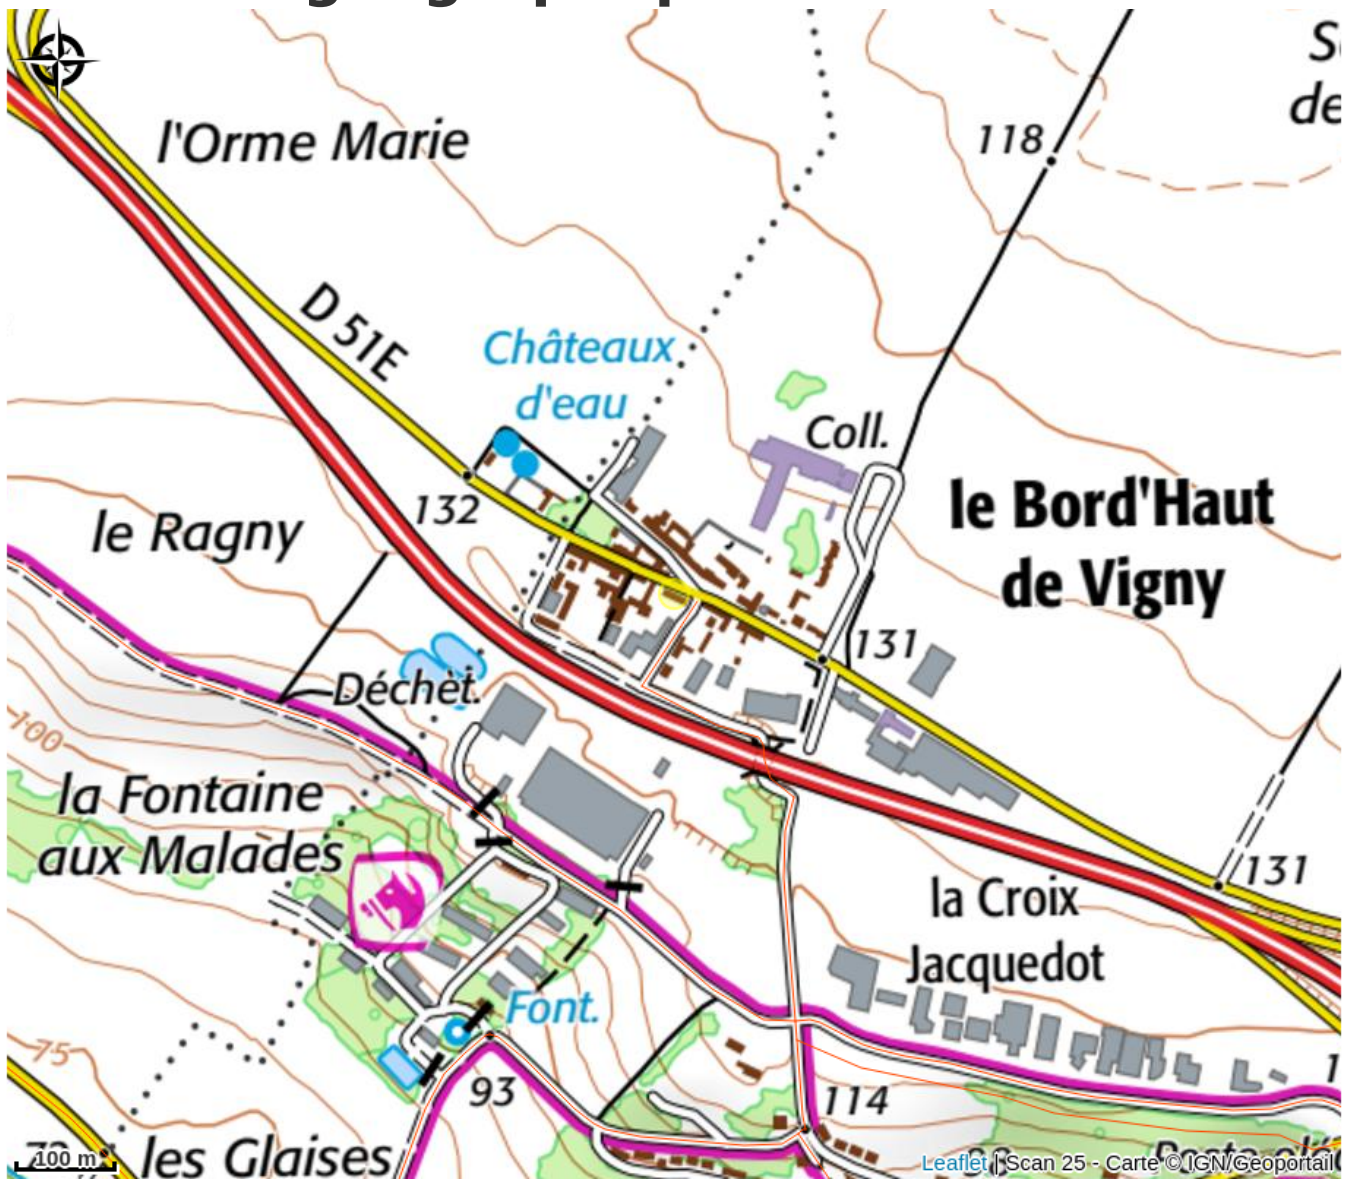 l'Orme Marie
118
D 51E
Châteaux
d'eau
Coll.
132
le Ragny
le Bord'Haut
de Vigny
131
Déchèt.
100
la Fontaine
aux Malades
131
la Croix
Jacquedot
Font.
75
93
114
100 m
les Glaises
Leaflet | Scan 25 - Carte © IGN/Geoportail